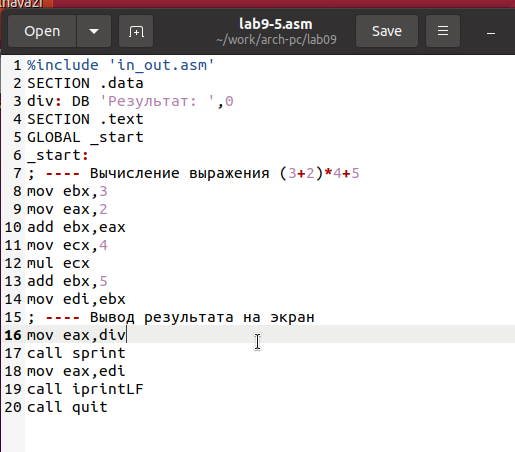 Open
lab9-5.asm
~/work/arch-pc/lab09
Save
1 %include 'in_out.asm'
2 SECTION .data
3 div: DB 'Результат: ',0
4 SECTION .text
5 GLOBAL _start
6 _start:
7 ; ---- Вычисление выражения (3+2)*4+5
8 mov ebx,3
9 mov eax,2
10 add ebx,eax
11 mov ecx,4
12 mul ecx
13 add ebx,5
14 mov edi,ebx
15 ; ---- Вывод результата на экран
16 mov eax,div
17 call sprint
18 mov eax,edi
19 call iprintLF
20 call quit